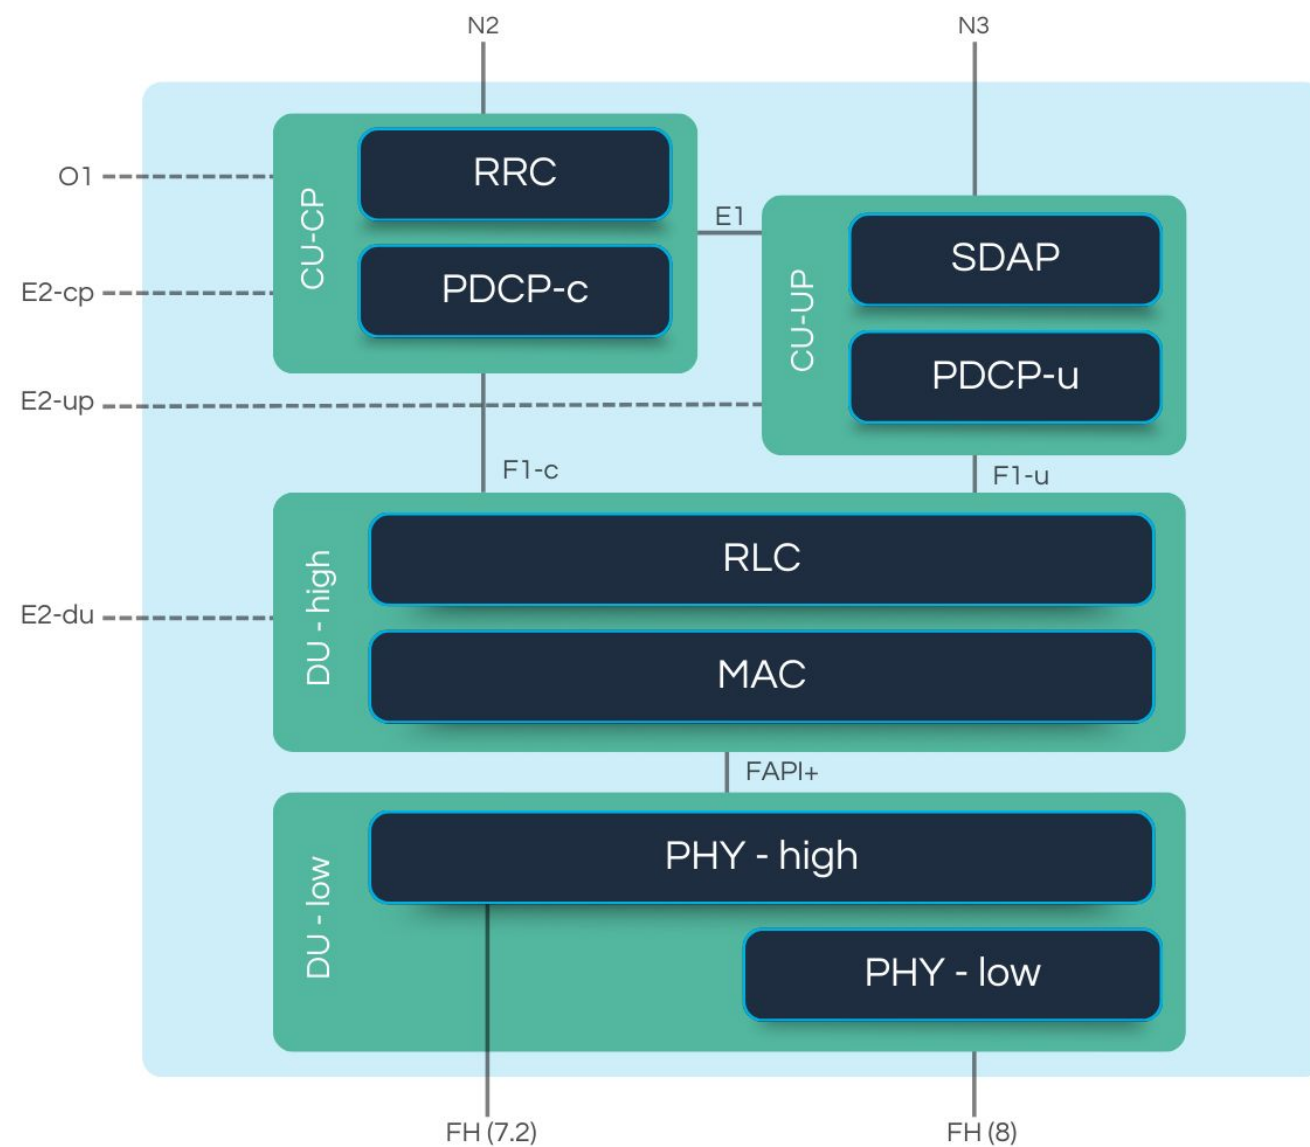 N2
N3
O1
CU-CP
RRC
E1
PDCP-c
E2-cp
CU-UP
SDAP
PDCP-u
E2-up
F1-c
F1-u
DU - high
RLC
MAC
E2-du
FAPI+
DU - low
PHY - high
PHY - low
FH (7.2)
FH (8)